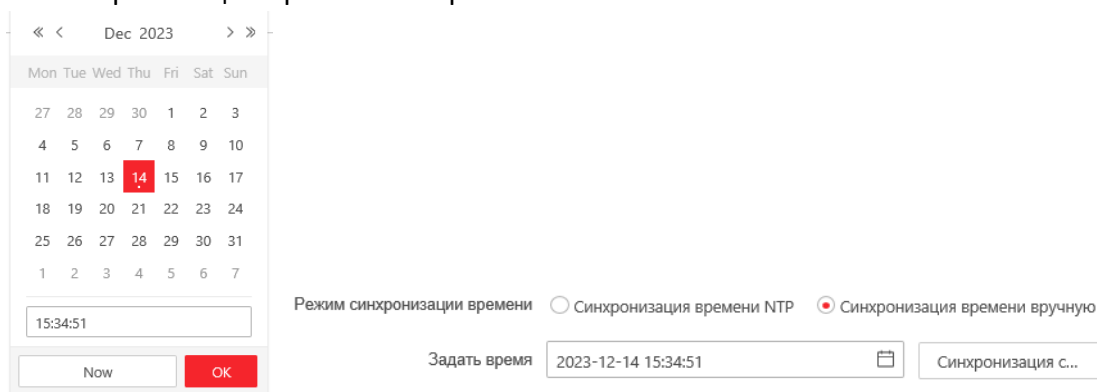 « < Dec 2023 > »
Mon Tue Wed Thu Fri Sat Sun
27 28 29 30 1 2 3
4 5 6 7 8 9 10
11 12 13 14 15 16 17
18 19 20 21 22 23 24
25 26 27 28 29 30 31
1 2 3 4 5 6 7
15:34:51
Now OK
Режим синхронизации времени Синхронизация времени NTP Синхронизация времени вручную
Задать время 2023-12-14 15:34:51 Синхронизация с...